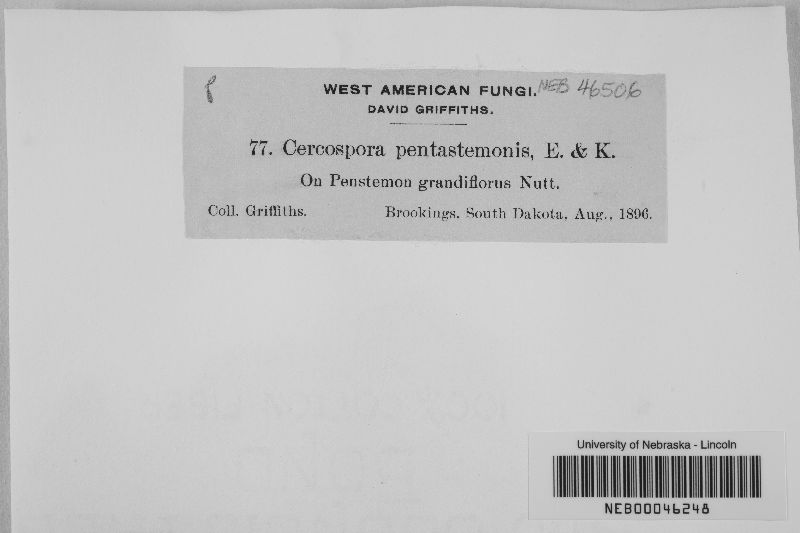 WEST AMERICAN FUNGI. NEB 46506
DAVID GRIFFITHS.
77. Cercospora pentastemonis, E. & K.
On Penstemon grandiflorus Nutt.
Coll. Griffiths. Brookings, South Dakota, Aug., 1896.
University of Nebraska - Lincoln
NEB00046248